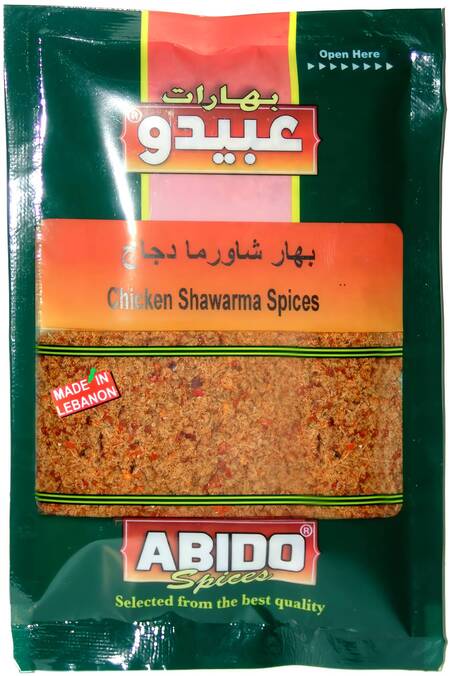 Open Here
بهارات
عبيدو
®
بهار شاورما دجاج
Chicken Shawarma Spices
MADE IN
LEBANON
ABIDO®
Spices
Selected from the best quality